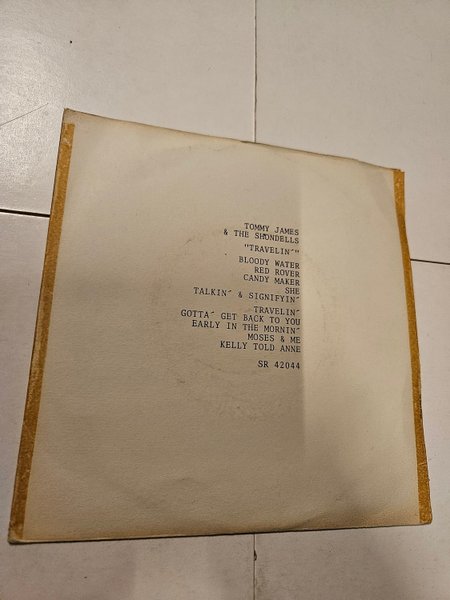 TOMMY JAMES
& THE SHONDELLS
"TRAVELIN´"
BLOODY WATER
RED ROVER
CANDY MAKER
SHE
TALKIN´ & SIGNIFYIN´
TRAVELIN´
GOTTA´ GET BACK TO YOU
EARLY IN THE MORNIN´
MOSES & ME
KELLY TOLD ANNE
SR 42044